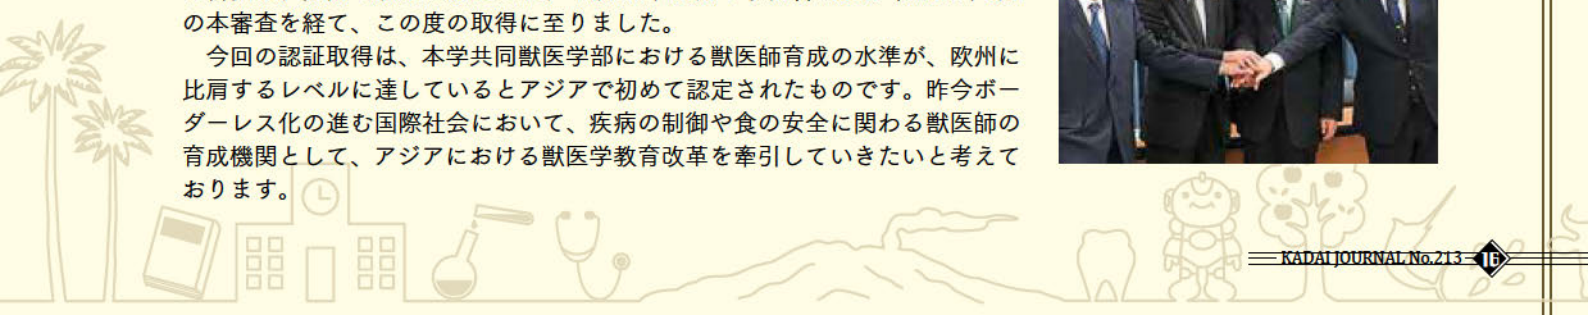 の本審査を経て、この度の取得に至りました。
　今回の認証取得は、本学共同獣医学部における獣医師育成の水準が、欧州に
比肩するレベルに達しているとアジアで初めて認定されたものです。昨今ボー
ダーレス化の進む国際社会において、疾病の制御や食の安全に関わる獣医師の
育成機関として、アジアにおける獣医学教育改革を牽引していきたいと考えて
おります。
KADAI JOURNAL No.213 16